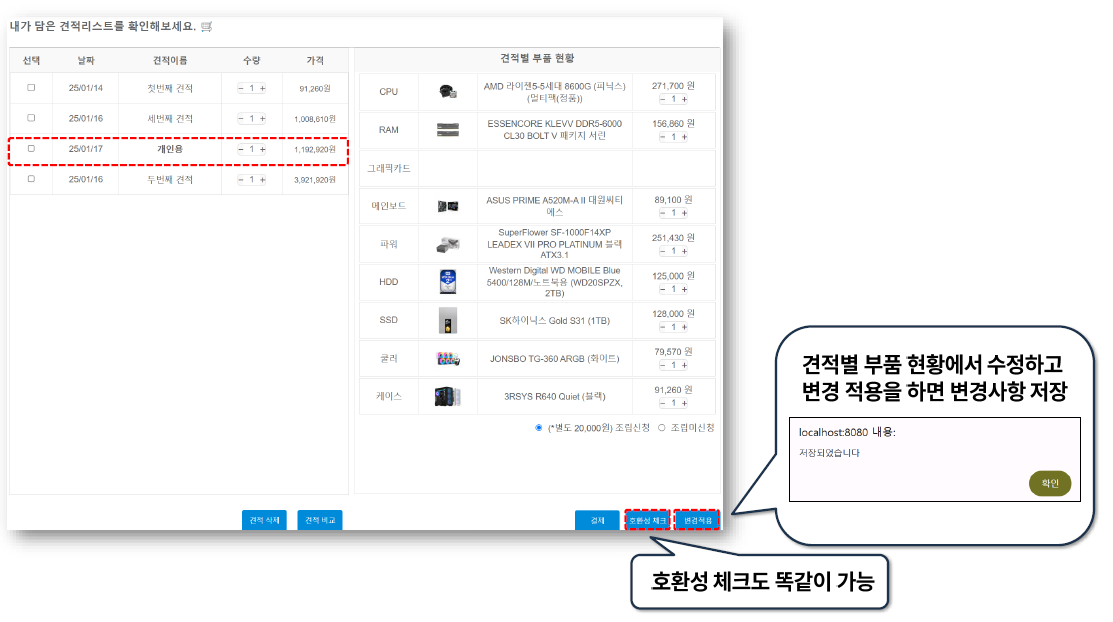 내가 담은 견적리스트를 확인해보세요.
선택 날짜 견적이름 수량 가격
25/01/14 첫번째 견적 − 1 + 91,260원
25/01/16 세번째 견적 − 1 + 1,008,610원
25/01/17 개인용 − 1 + 1,192,920원
25/01/16 두번째 견적 − 1 + 3,921,920원
견적 삭제 견적 비교
견적별 부품 현황
CPU
AMD 라이젠5-5세대 8600G (피닉스)
(멀티팩(정품))
271,700 원
− 1 +
RAM
ESSENCORE KLEVV DDR5-6000
CL30 BOLT V 패키지 서린
156,860 원
− 1 +
그래픽카드
메인보드
ASUS PRIME A520M-A II 대원씨티
에스
89,100 원
− 1 +
파워
SuperFlower SF-1000F14XP
LEADEX VII PRO PLATINUM 블랙
ATX3.1
251,430 원
− 1 +
HDD
Western Digital WD MOBILE Blue
5400/128M/노트북용 (WD20SPZX,
2TB)
125,000 원
− 1 +
SSD
SK하이닉스 Gold S31 (1TB)
128,000 원
− 1 +
쿨러
JONSBO TG-360 ARGB (화이트)
79,570 원
− 1 +
케이스
3RSYS R640 Quiet (블랙)
91,260 원
− 1 +
(*별도 20,000원) 조립신청 조립미신청
결제 호환성 체크 변경적용
견적별 부품 현황에서 수정하고
변경 적용을 하면 변경사항 저장
localhost:8080 내용:
저장되었습니다
확인
호환성 체크도 똑같이 가능